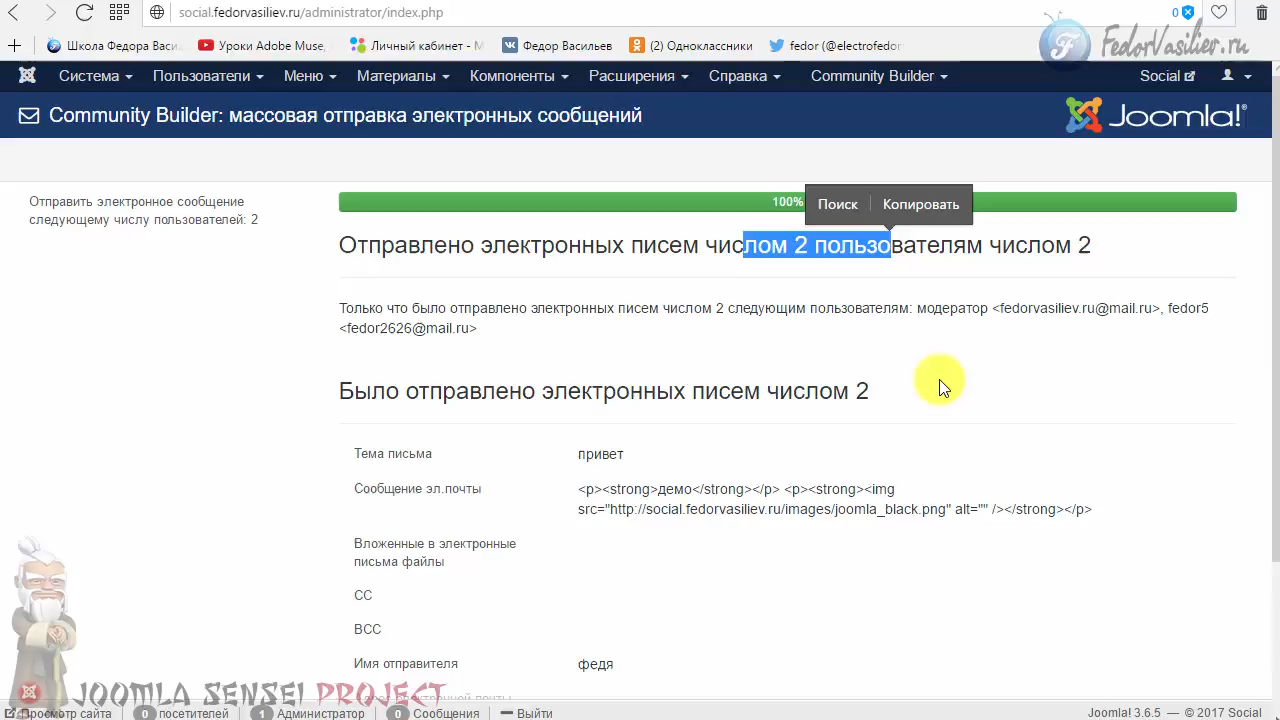 social.fedorvasiliev.ru/administrator/index.php
0
Школа Федора Васи
Уроки Adobe Muse,
Личный кабинет - М
Федор Васильев
(2) Одноклассники
fedor (@electrofedor
FedorVasiliev.ru
Система
Пользователи
Меню
Материалы
Компоненты
Расширения
Справка
Community Builder
Social
Community Builder: массовая отправка электронных сообщений
Joomla!®
Отправить электронное сообщение
следующему числу пользователей: 2
100%
Поиск
Копировать
Отправлено электронных писем числом 2 пользователям числом 2
Только что было отправлено электронных писем числом 2 следующим пользователям: модератор <fedorvasiliev.ru@mail.ru>, fedor5
<fedor2626@mail.ru>
Было отправлено электронных писем числом 2
Тема письма
привет
Сообщение эл.почты
<p><strong>демо</strong></p> <p><strong><img
src="http://social.fedorvasiliev.ru/images/joomla_black.png" alt="" /></strong></p>
Вложенные в электронные
письма файлы
CC
BCC
Имя отправителя
федя
JOOMLA SENSEI PROJECT
Просмотр сайта
0 посетителей
1 Администратор
0 Сообщения
Выйти
Joomla! 3.6.5 — © 2017 Social